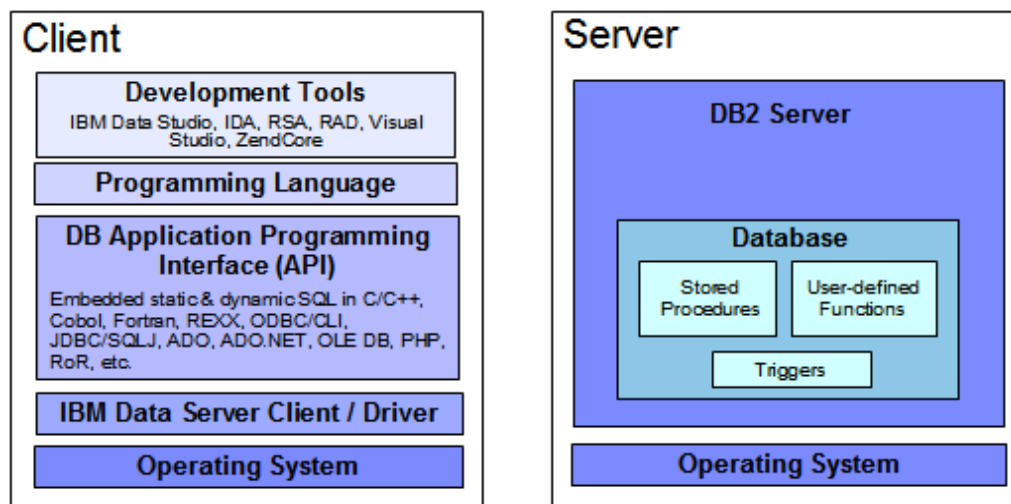 Client
Development Tools
IBM Data Studio, IDA, RSA, RAD, Visual
Studio, ZendCore
Programming Language
DB Application Programming
Interface (API)
Embedded static & dynamic SQL in C/C++,
Cobol, Fortran, REXX, ODBC/CLI,
JDBC/SQLJ, ADO, ADO.NET, OLE DB, PHP,
RoR, etc.
IBM Data Server Client / Driver
Operating System
Server
DB2 Server
Database
Stored
Procedures
User-defined
Functions
Triggers
Operating System